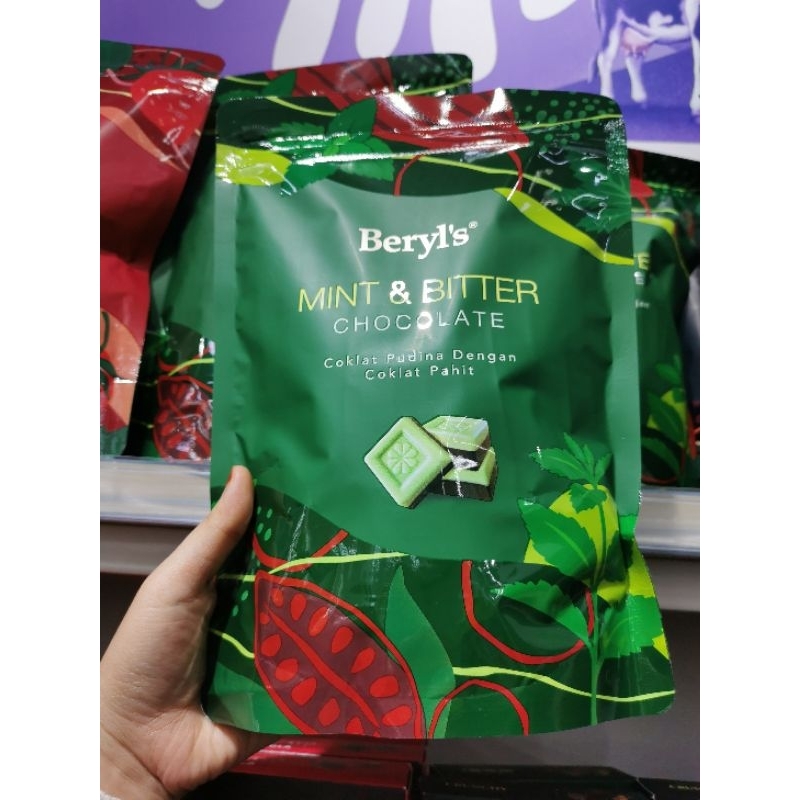 Beryl's®
MINT & BITTER
CHOCOLATE
Coklat Pudina Dengan
Coklat Pahit